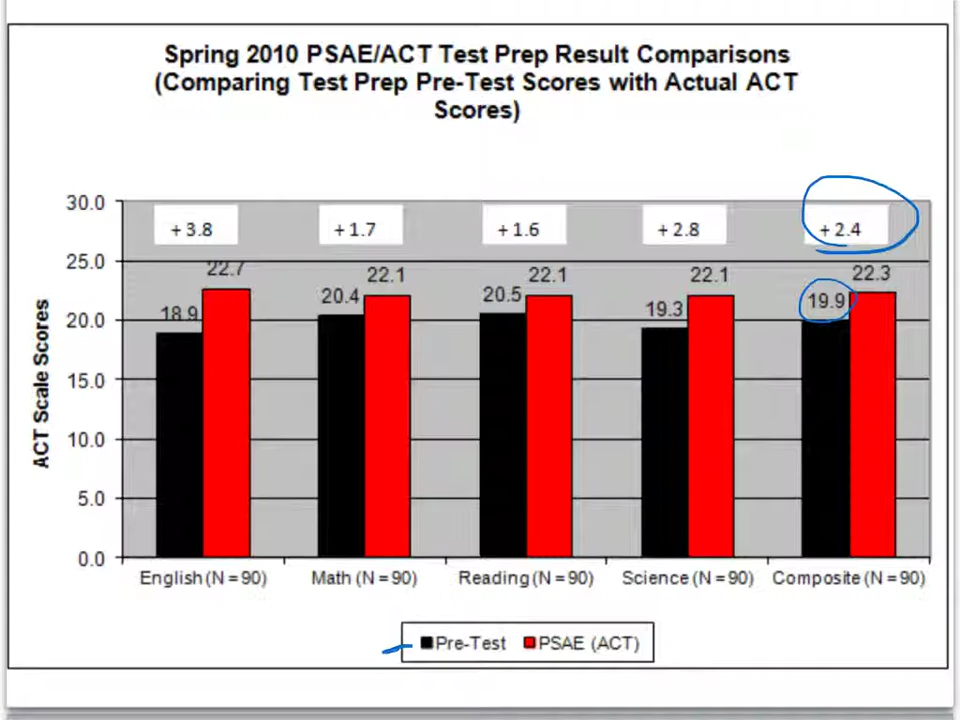 Spring 2010 PSAE/ACT Test Prep Result Comparisons
(Comparing Test Prep Pre-Test Scores with Actual ACT
Scores)
ACT Scale Scores
30.0
25.0
20.0
15.0
10.0
5.0
0.0
+ 3.8
+ 1.7
+ 1.6
+ 2.8
+ 2.4
18.9
22.7
20.4
22.1
20.5
22.1
19.3
22.1
19.9
22.3
English (N = 90)
Math (N = 90)
Reading (N = 90)
Science (N = 90)
Composite (N = 90)
Pre-Test
PSAE (ACT)